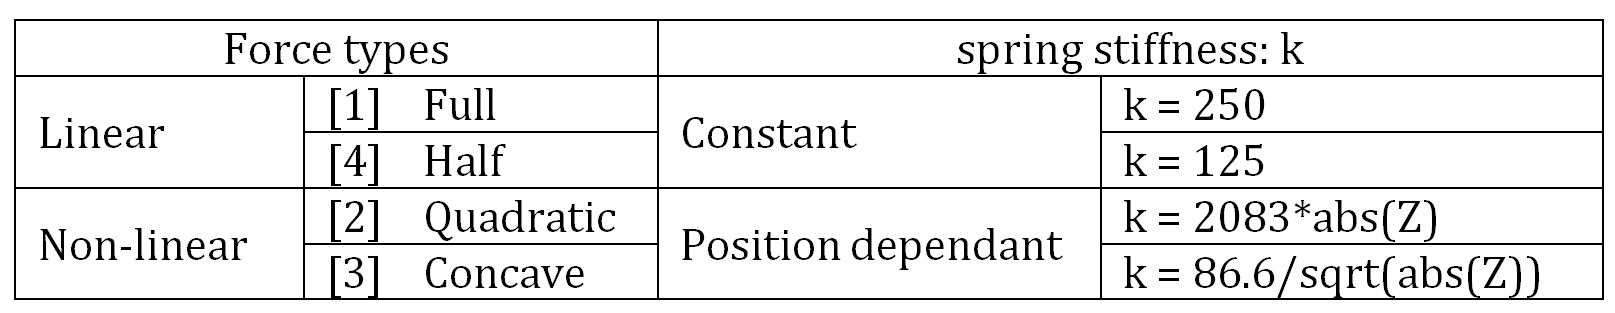 Force types spring stiffness: k
Linear [1] Full Constant k = 250
[4] Half k = 125
Non-linear [2] Quadratic Position dependant k = 2083*abs(Z)
[3] Concave k = 86.6/sqrt(abs(Z))